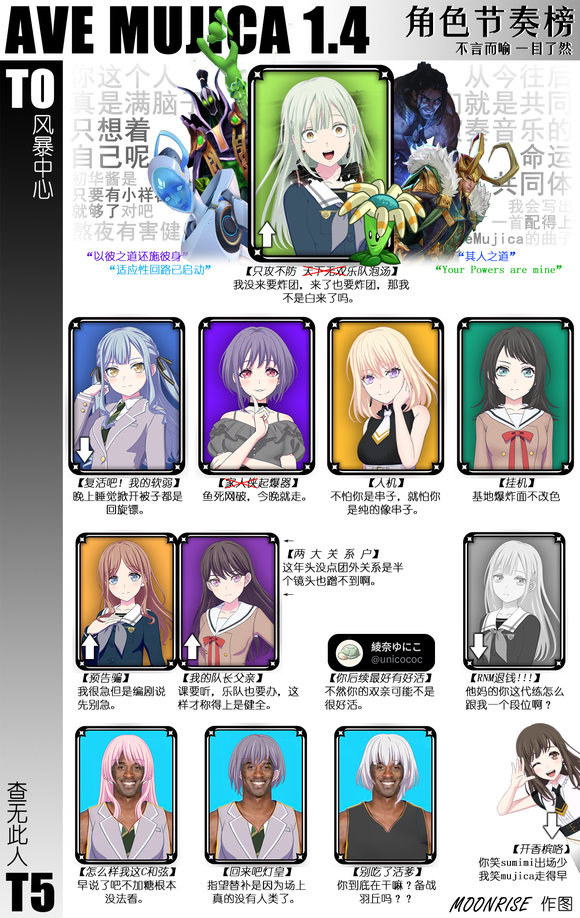 AVE MUJICA 1.4
角色节奏榜
不言而喻 一目了然
T0
风暴中心
你这个人
真是满脑子
只想着
自己呢
初华酱是
只要有小祥
就够了对吧
熬夜有害健
从今往后
们就是共同
奏音乐的
命运
共同体
我会写出
一首配得上
eMujica的曲子
“以彼之道还施彼身”
“适应性回路已启动”
“其人之道”
“Your Powers are mine”
【只攻不防 天下无双乐队泡汤】
我没来要炸团，来了也要炸团，那我
不是白来了吗。
【复活吧！我的软弱】
晚上睡觉掀开被子都是
回旋镖。
【家人侠起爆器】
鱼死网破，今晚就走。
【人机】
不怕你是串子，就怕你
是纯的像串子。
【挂机】
基地爆炸面不改色
【两大关系户】
这年头没点团外关系是半
个镜头也蹭不到啊。
【预告骗】
我很急但是编剧说
先别急。
【我的队长父亲】
课要听，乐队也要办，这
样才称得上是健全。
綾奈ゆにこ
@unicococ
【你后续最好有好活】
不然你的双亲可能不是
很好活。
【RNM退钱!!!】
他妈的你这代练怎么
跟我一个段位啊？
查无此人
T5
【怎么样我这C和弦】
早说了吧不加糖根本
没法看。
【回来吧灯皇】
指望替补是因为场上
真的没有人类了。
【别吃了活爹】
你到底在干嘛？备战
羽丘吗？？
【开香槟咯】
你笑sumimi出场少
我笑mujica走得早
MOONRISE 作图